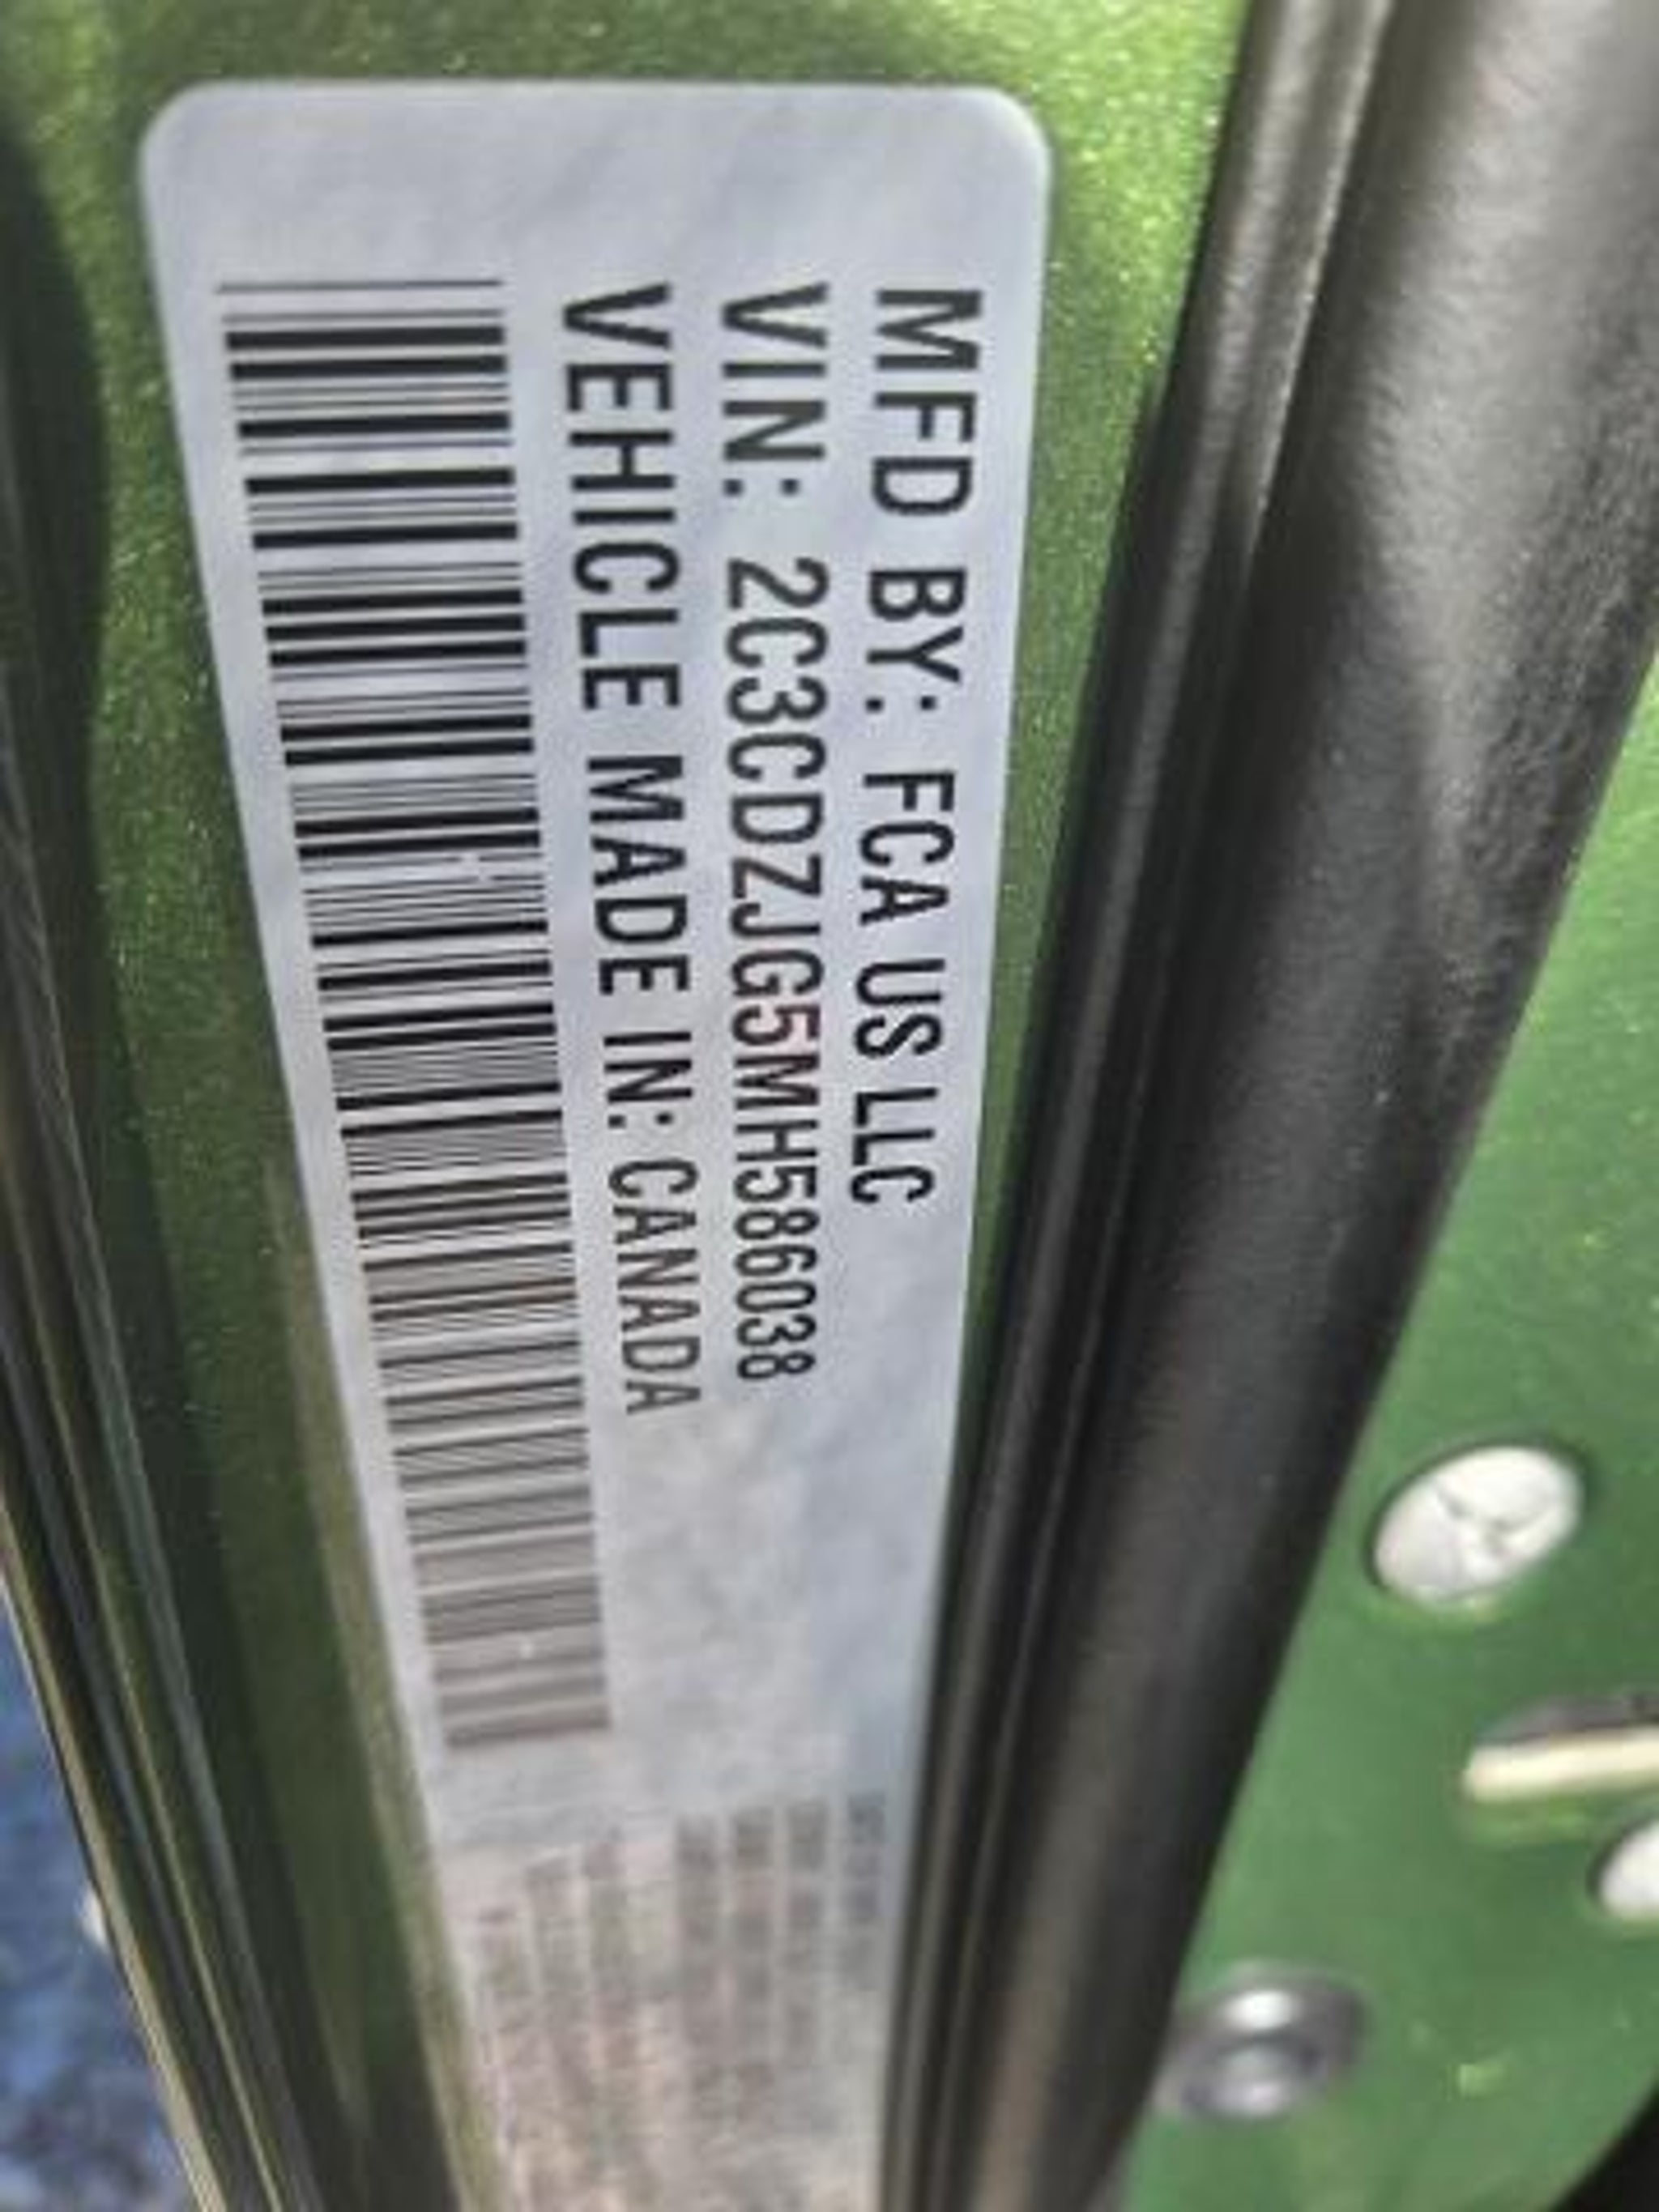 MFD BY: FCA US LLC
VIN: 2C3CDZJG5MH586038
VEHICLE MADE IN: CANADA